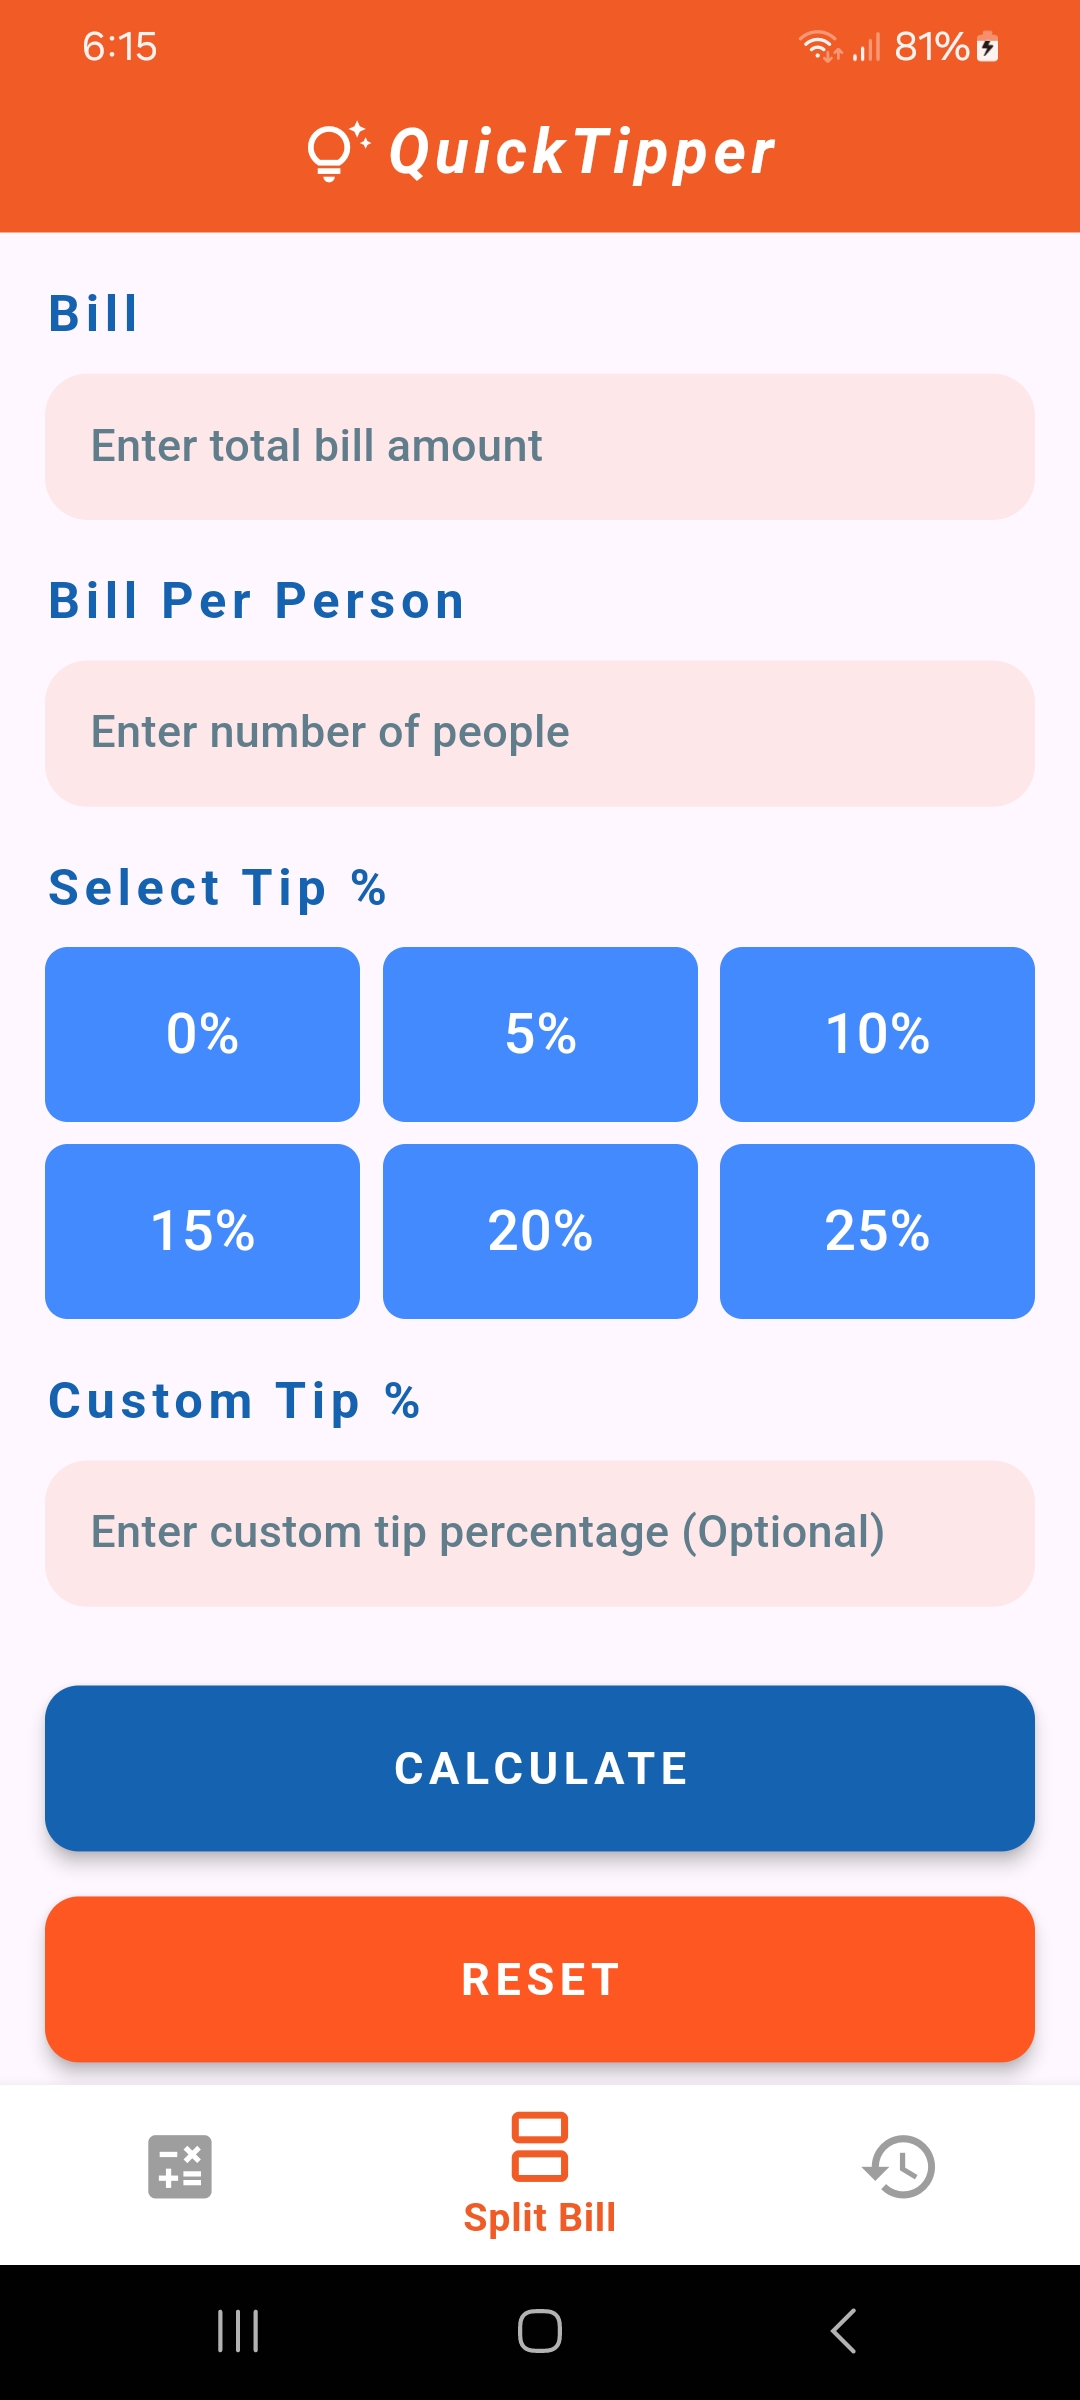 6:15
81%
QuickTipper
Bill
Enter total bill amount
Bill Per Person
Enter number of people
Select Tip %
0% 5% 10%
15% 20% 25%
Custom Tip %
Enter custom tip percentage (Optional)
CALCULATE
RESET
Split Bill